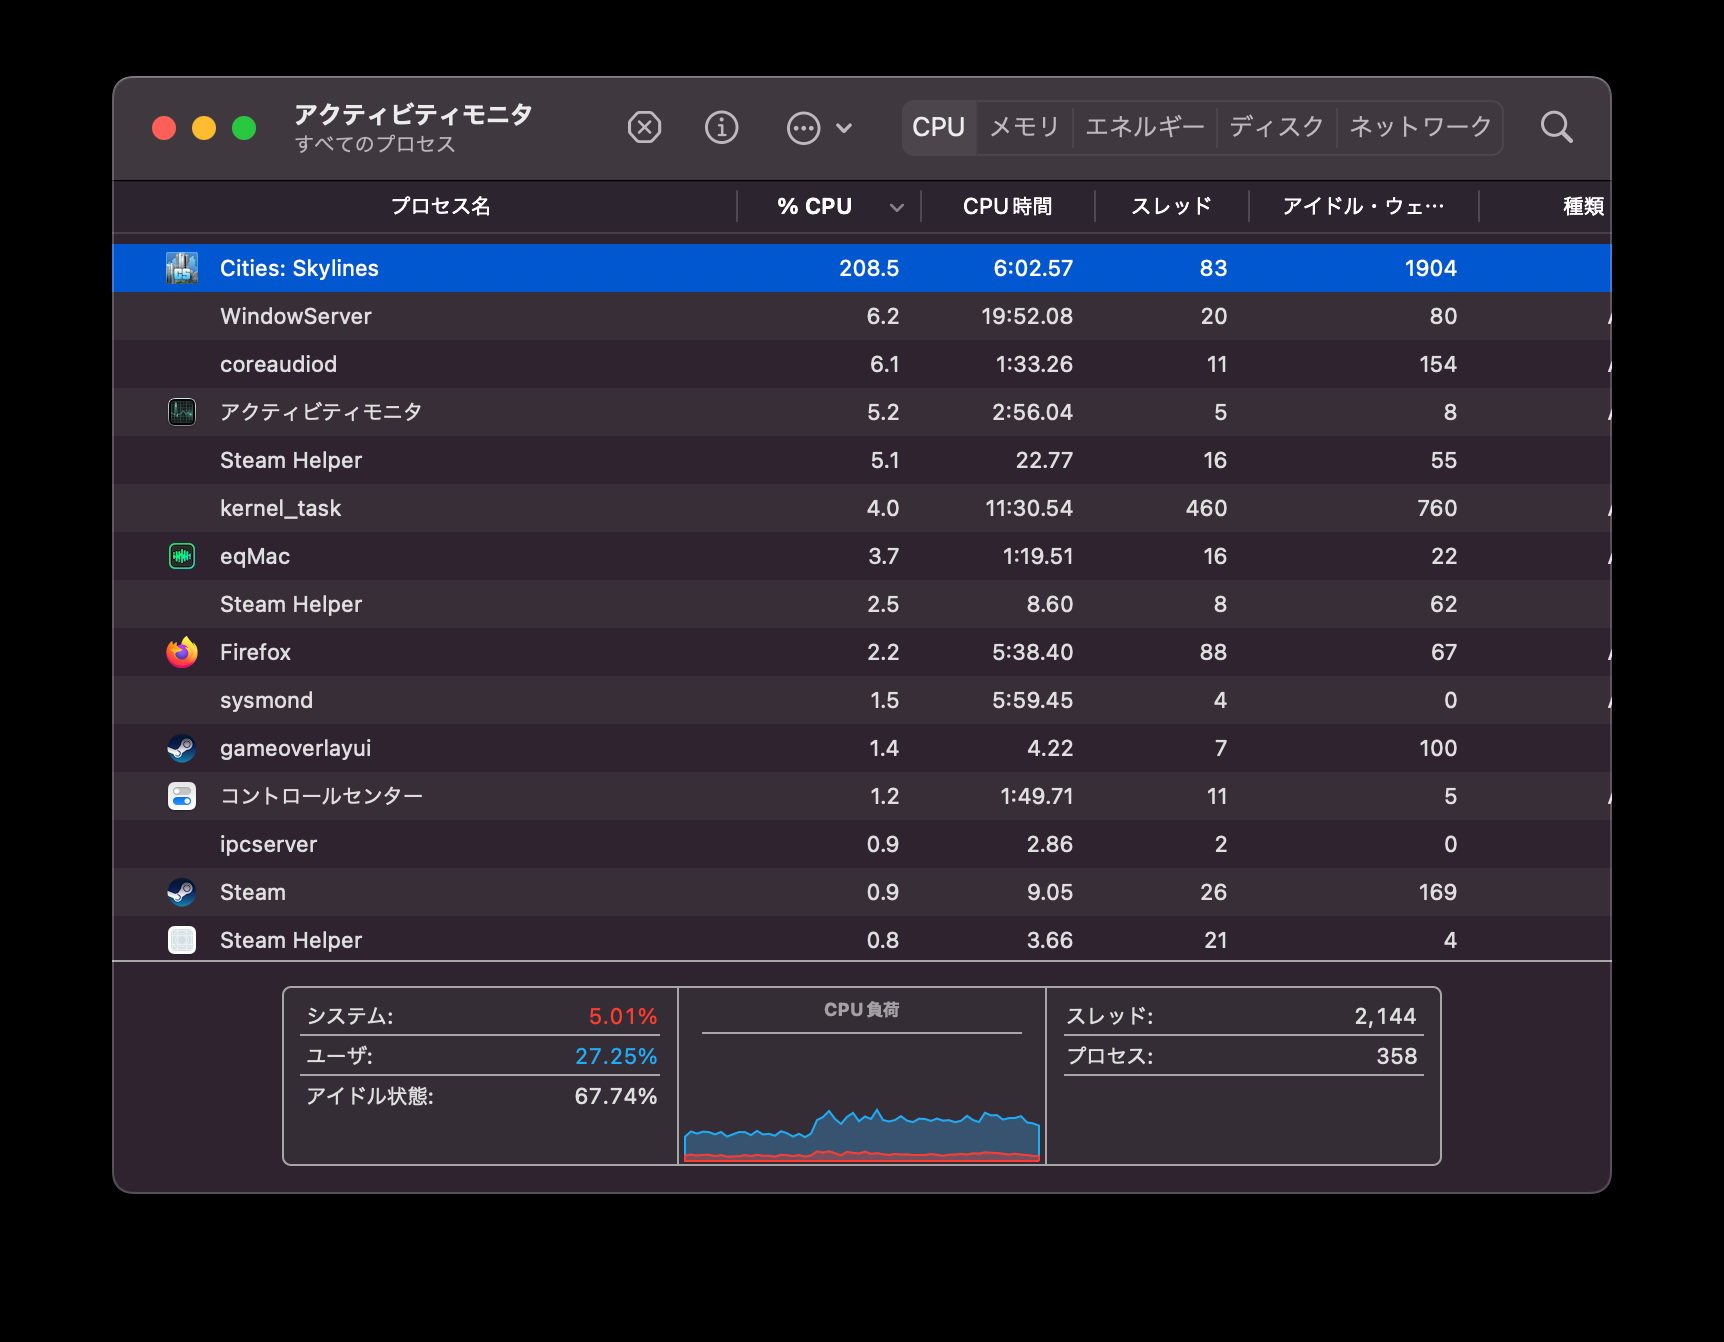 アクティビティモニタ
すべてのプロセス
CPU メモリ エネルギー ディスク ネットワーク
プロセス名 % CPU CPU時間 スレッド アイドル・ウェ… 種類
Cities: Skylines 208.5 6:02.57 83 1904
WindowServer 6.2 19:52.08 20 80
coreaudiod 6.1 1:33.26 11 154
アクティビティモニタ 5.2 2:56.04 5 8
Steam Helper 5.1 22.77 16 55
kernel_task 4.0 11:30.54 460 760
eqMac 3.7 1:19.51 16 22
Steam Helper 2.5 8.60 8 62
Firefox 2.2 5:38.40 88 67
sysmond 1.5 5:59.45 4 0
gameoverlayui 1.4 4.22 7 100
コントロールセンター 1.2 1:49.71 11 5
ipcserver 0.9 2.86 2 0
Steam 0.9 9.05 26 169
Steam Helper 0.8 3.66 21 4
システム: 5.01%
ユーザ: 27.25%
アイドル状態: 67.74%
CPU負荷
スレッド: 2,144
プロセス: 358